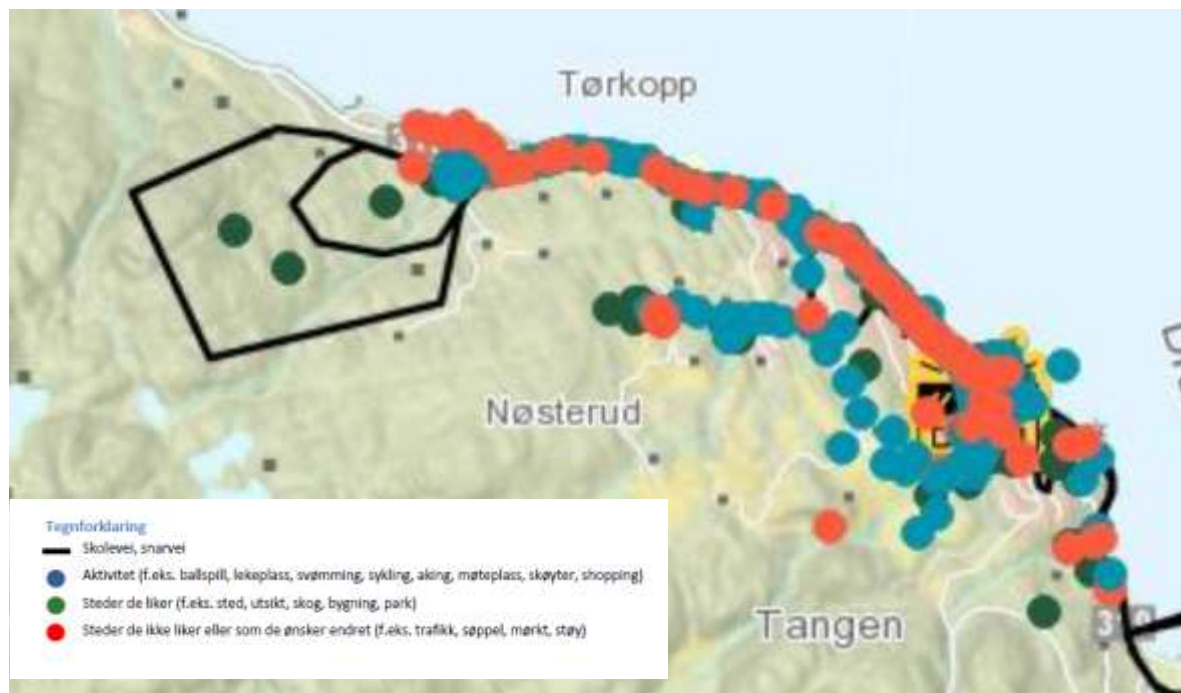 Tørkopp
Nøsterud
Tangen
Tegnforklaring
Skolevei, snarvei
Aktivitet (f.eks. ballspill, lekeplass, svømming, sykling, aking, møteplass, skøyter, shopping)
Steder de liker (f.eks. sted, utsikt, skog, bygning, park)
Steder de ikke liker eller som de ønsker endret (f.eks. trafikk, søppel, mørkt, støy)